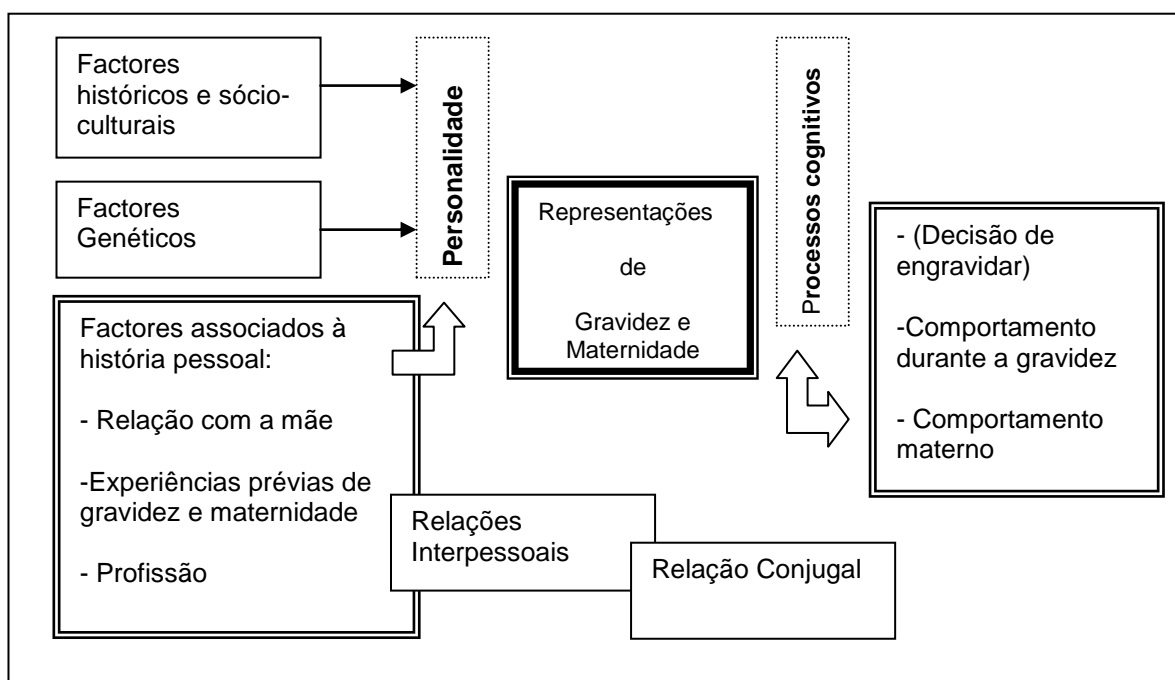 Factores
históricos e sócio-
culturais
Factores
Genéticos
Factores associados à
história pessoal:
- Relação com a mãe
-Experiências prévias de
gravidez e maternidade
- Profissão
Personalidade
Representações
de
Gravidez e
Maternidade
Processos cognitivos
- (Decisão de
engravidar)
-Comportamento
durante a gravidez
- Comportamento
materno
Relações
Interpessoais
Relação Conjugal